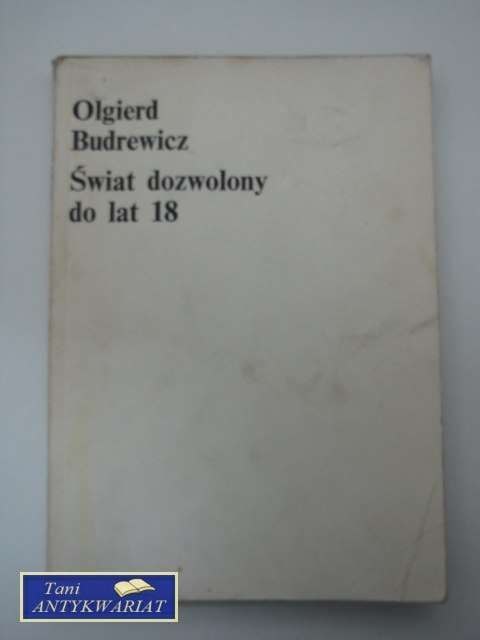 Olgierd
Budrewicz
Świat dozwolony
do lat 18
Tani
ANTYKWARIAT